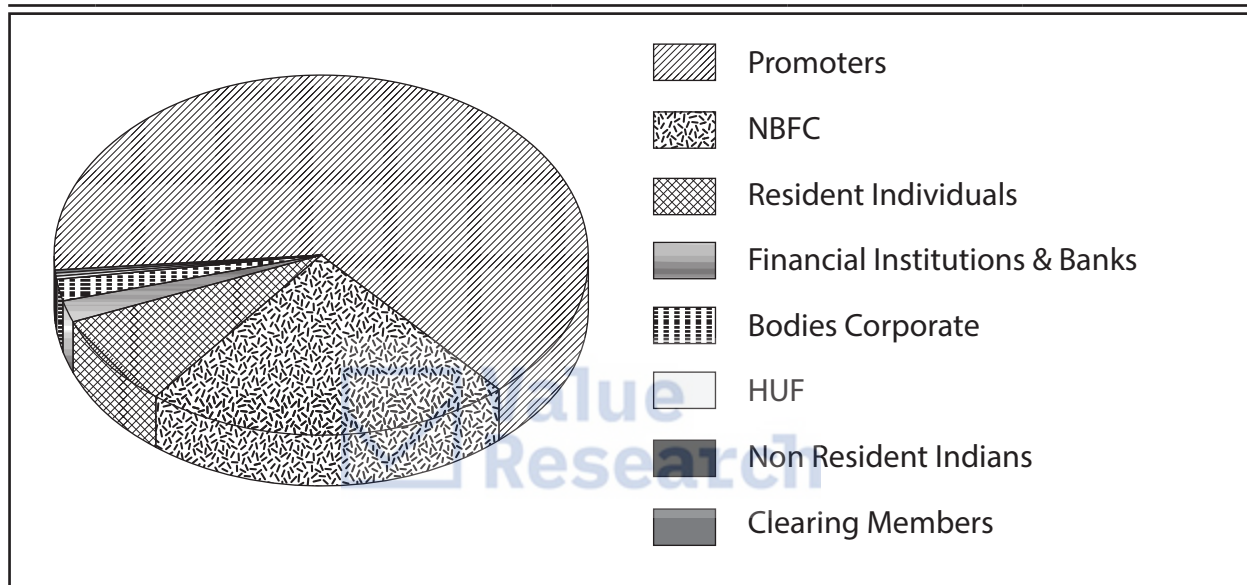 Promoters
NBFC
Resident Individuals
Financial Institutions & Banks
Bodies Corporate
HUF
Non Resident Indians
Clearing Members
Value
Research